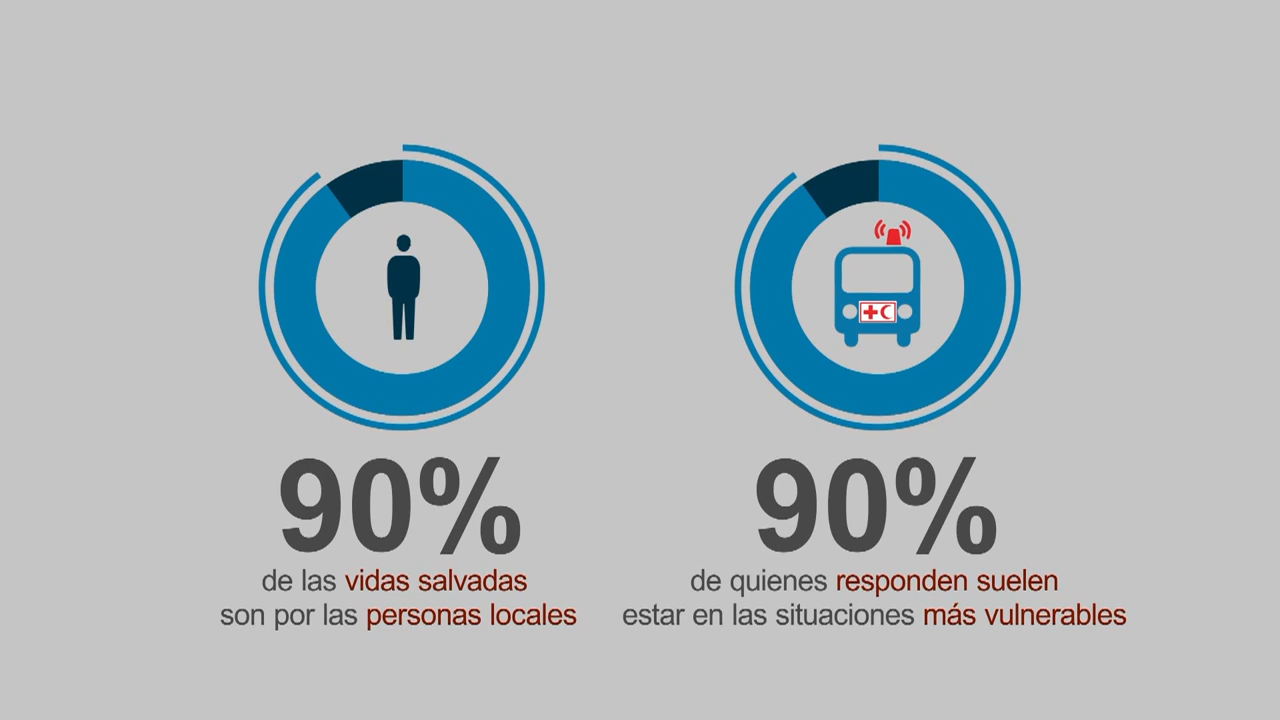 90%
de las vidas salvadas
son por las personas locales
90%
de quienes responden suelen
estar en las situaciones más vulnerables